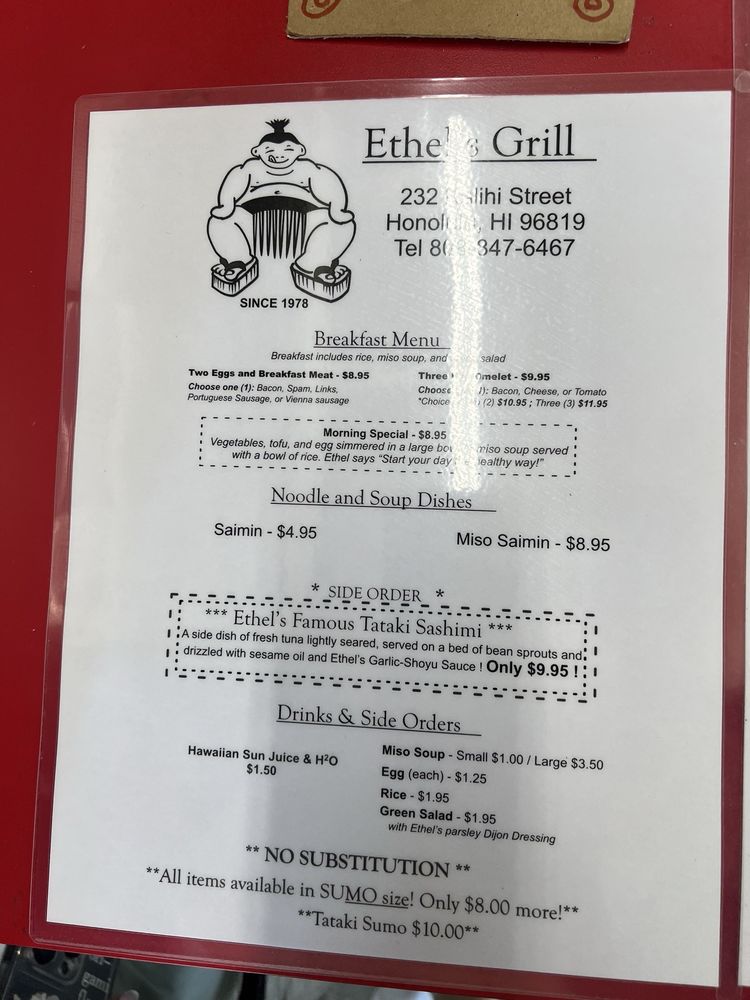 Ethel's Grill
232 Street
Honolulu, HI 96819
Tel 847-6467
SINCE 1978
Breakfast Menu
Breakfast includes rice, miso soup, and salad
Two Eggs and Breakfast Meat - $8.95
Choose one (1): Bacon, Spam, Links,
Portuguese Sausage, or Vienna sausage
Three Omelet - $9.95
Choose : Bacon, Cheese, or Tomato
*Choice (2) $10.95 ; Three (3) $11.95
Morning Special - $8.95
Vegetables, tofu, and egg simmered in a large miso soup served
with a bowl of rice. Ethel says "Start your day healthy way!"
Noodle and Soup Dishes
Saimin - $4.95
Miso Saimin - $8.95
* SIDE ORDER *
*** Ethel's Famous Tataki Sashimi ***
A side dish of fresh tuna lightly seared, served on a bed of bean sprouts and
drizzled with sesame oil and Ethel's Garlic-Shoyu Sauce ! Only $9.95 !
Drinks & Side Orders
Hawaiian Sun Juice & H²O
$1.50
Miso Soup - Small $1.00 / Large $3.50
Egg (each) - $1.25
Rice - $1.95
Green Salad - $1.95
with Ethel's parsley Dijon Dressing
** NO SUBSTITUTION **
**All items available in SUMO size! Only $8.00 more!**
**Tataki Sumo $10.00**